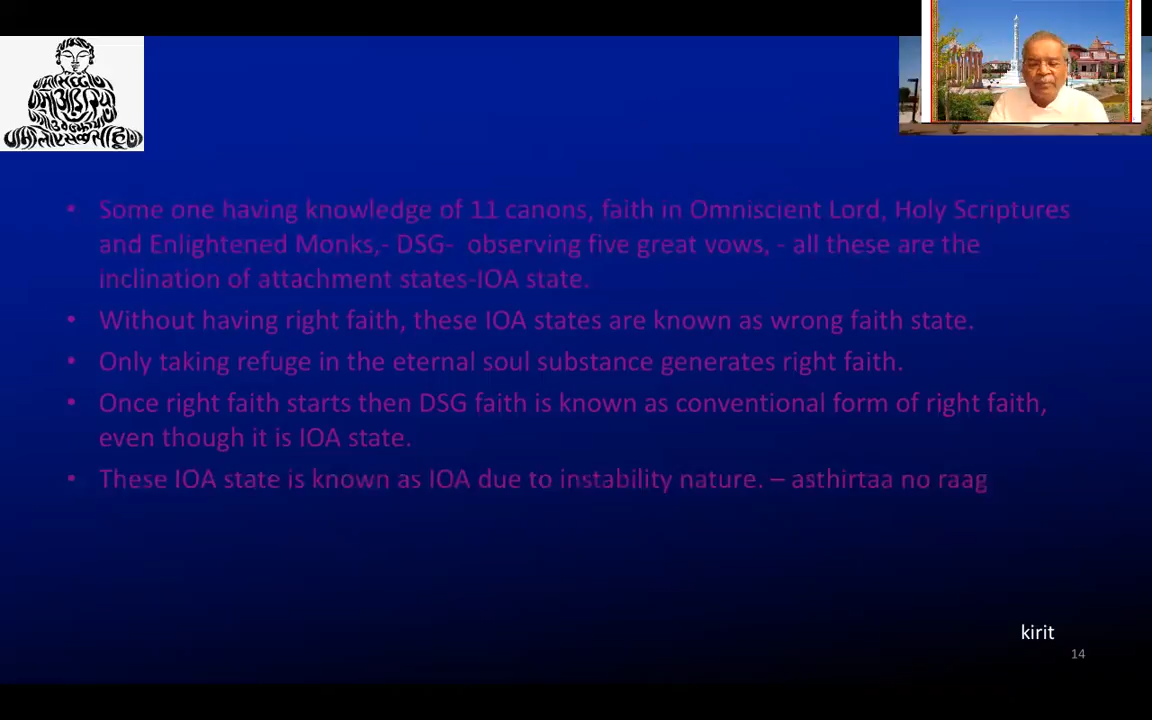 • Some one having knowledge of 11 canons, faith in Omniscient Lord, Holy Scriptures
and Enlightened Monks,- DSG- observing five great vows, - all these are the
inclination of attachment states-IOA state.
• Without having right faith, these IOA states are known as wrong faith state.
• Only taking refuge in the eternal soul substance generates right faith.
• Once right faith starts then DSG faith is known as conventional form of right faith,
even though it is IOA state.
• These IOA state is known as IOA due to instability nature. – asthirtaa no raag
kirit
14